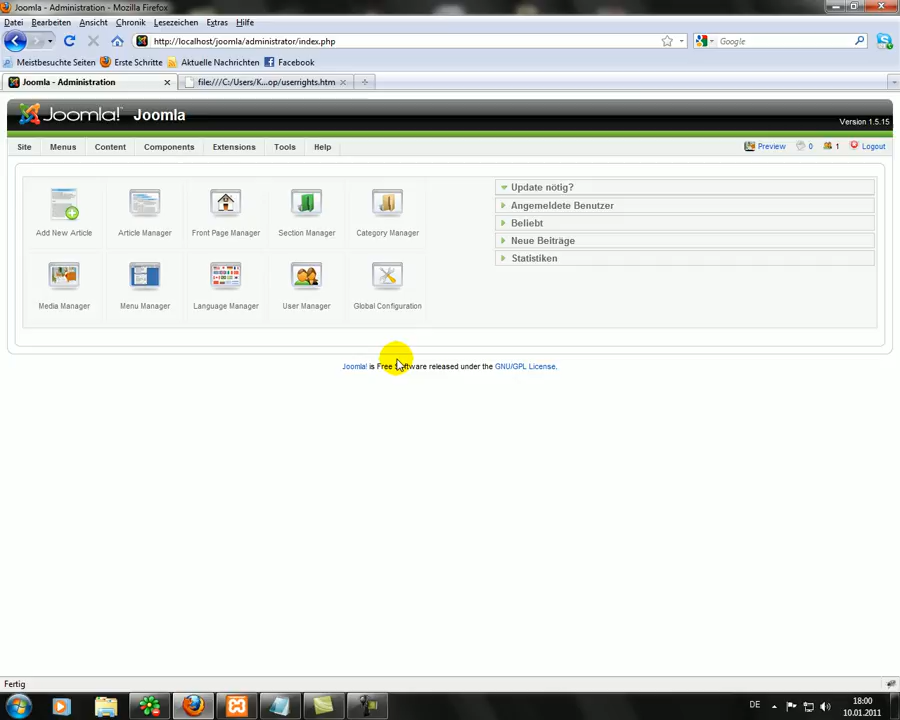 Joomla - Administration - Mozilla Firefox
Datei Bearbeiten Ansicht Chronik Lesezeichen Extras Hilfe
http://localhost/joomla/administrator/index.php
Google
Meistbesuchte Seiten Erste Schritte Aktuelle Nachrichten Facebook
Joomla - Administration file:///C:/Users/K...op/userrights.htm
Joomla! Joomla
Version 1.5.15
Site Menus Content Components Extensions Tools Help Preview 0 1 Logout
Add New Article Article Manager Front Page Manager Section Manager Category Manager
Media Manager Menu Manager Language Manager User Manager Global Configuration
Update nötig?
Angemeldete Benutzer
Beliebt
Neue Beiträge
Statistiken
Joomla! is Free Software released under the GNU/GPL License.
Fertig
DE 18:00
10.01.2011